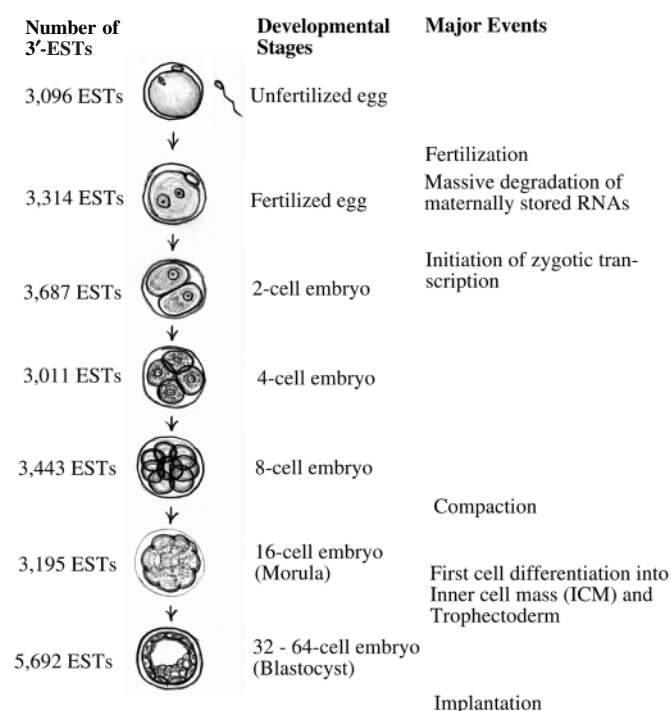 Number of
3′-ESTs
Developmental
Stages
Major Events
3,096 ESTs
Unfertilized egg
Fertilization
3,314 ESTs
Fertilized egg
Massive degradation of
maternally stored RNAs
Initiation of zygotic tran-
scription
3,687 ESTs
2-cell embryo
3,011 ESTs
4-cell embryo
3,443 ESTs
8-cell embryo
Compaction
3,195 ESTs
16-cell embryo
(Morula)
First cell differentiation into
Inner cell mass (ICM) and
Trophectoderm
5,692 ESTs
32 - 64-cell embryo
(Blastocyst)
Implantation